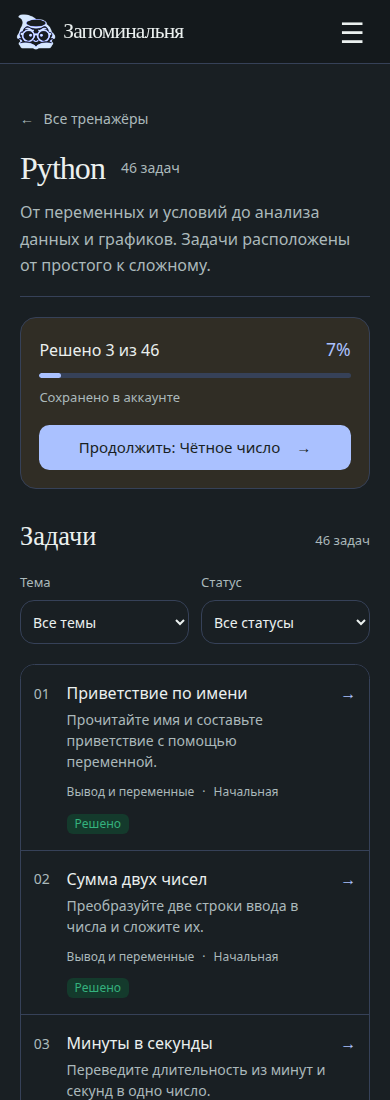 Запоминальня
☰
← Все тренажёры
Python 46 задач
От переменных и условий до анализа
данных и графиков. Задачи расположены
от простого к сложному.
Решено 3 из 46 7%
Сохранено в аккаунте
Продолжить: Чётное число →
Задачи 46 задач
Тема Статус
Все темы Все статусы
01 Приветствие по имени →
Прочитайте имя и составьте
приветствие с помощью
переменной.
Вывод и переменные · Начальная
Решено
02 Сумма двух чисел →
Преобразуйте две строки ввода в
числа и сложите их.
Вывод и переменные · Начальная
Решено
03 Минуты в секунды →
Переведите длительность из минут и
секунд в одно число.